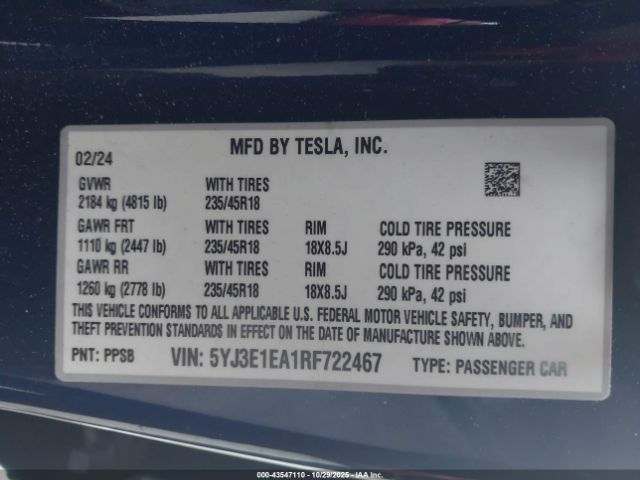 MFD BY TESLA, INC.
02/24
GVWR WITH TIRES
2184 kg (4815 lb) 235/45R18
GAWR FRT WITH TIRES RIM COLD TIRE PRESSURE
1110 kg (2447 lb) 235/45R18 18X8.5J 290 kPa, 42 psi
GAWR RR WITH TIRES RIM COLD TIRE PRESSURE
1260 kg (2778 lb) 235/45R18 18X8.5J 290 kPa, 42 psi
THIS VEHICLE CONFORMS TO ALL APPLICABLE U.S. FEDERAL MOTOR VEHICLE SAFETY, BUMPER, AND
THEFT PREVENTION STANDARDS IN EFFECT ON THE DATE OF MANUFACTURE SHOWN ABOVE.
PNT: PPSB VIN: 5YJ3E1EA1RF722467 TYPE: PASSENGER CAR
000-43547110 - 10/29/2025 - IAA, Inc.